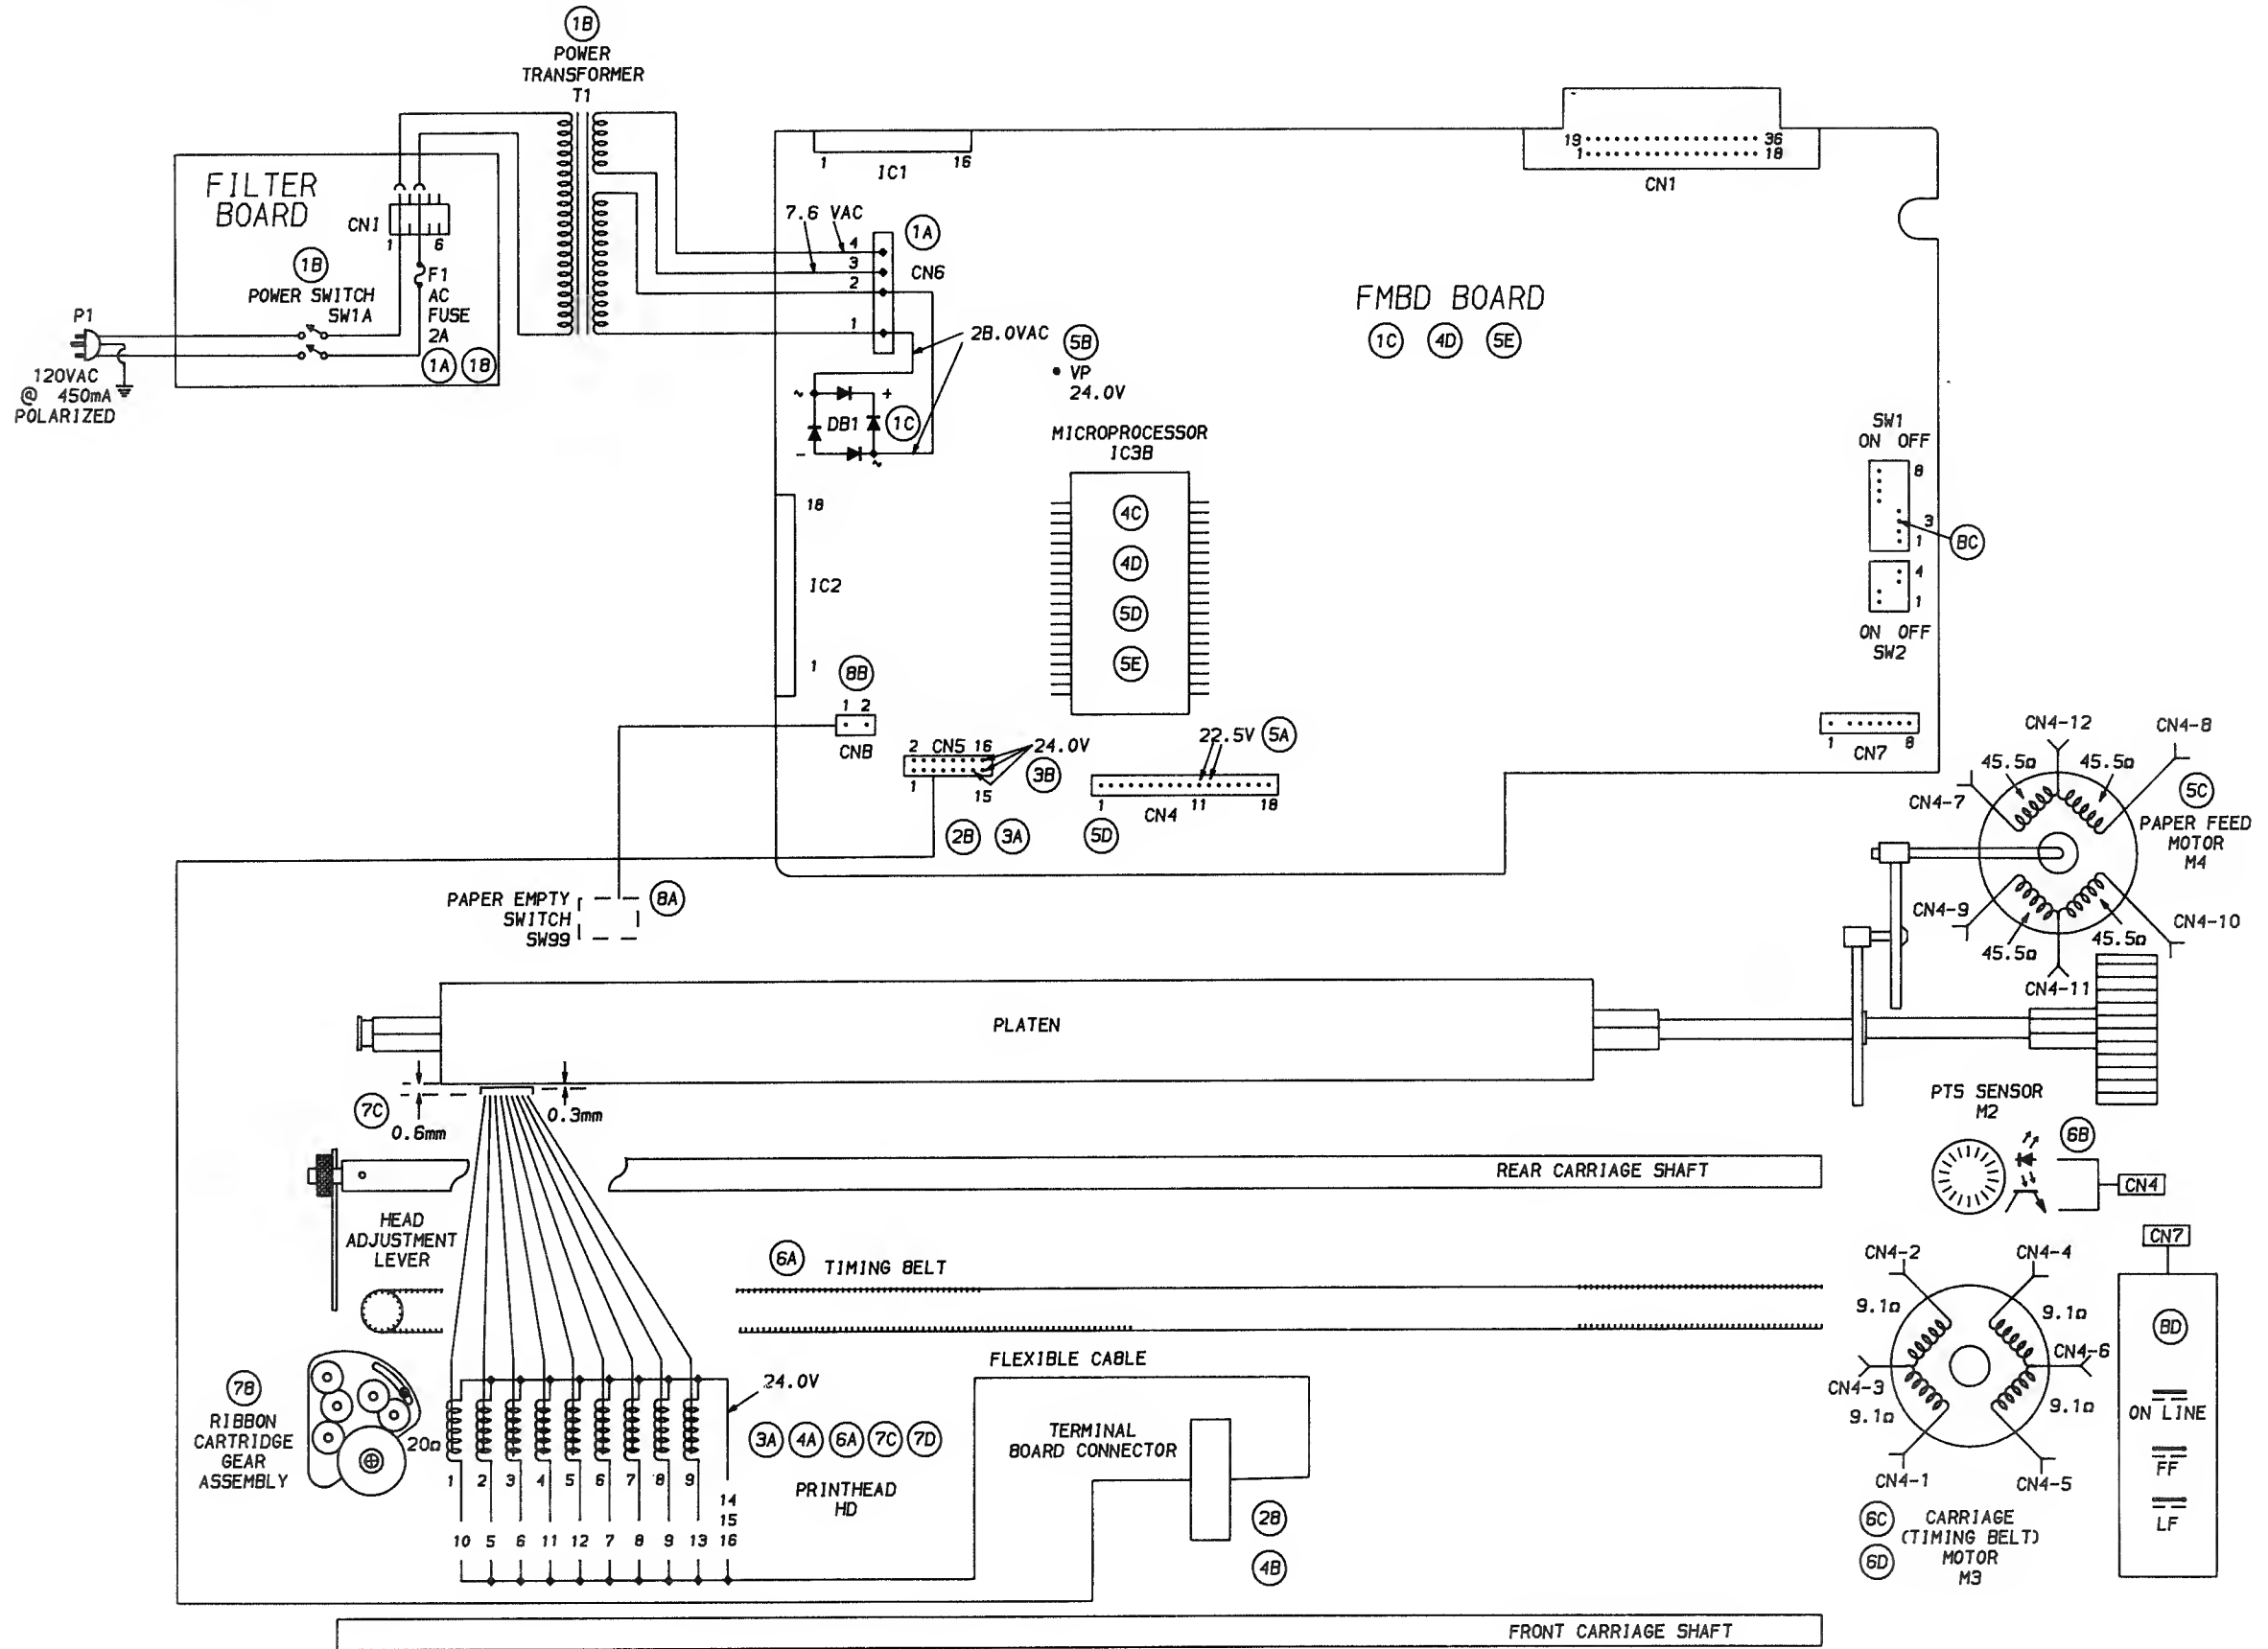 1B
POWER
TRANSFORMER
T1
FILTER
BOARD
CN1
1 6
1B
POWER SWITCH
SW1A
F1
AC
FUSE
2A
1A 1B
P1
120VAC
@ 450mA
POLARIZED
1 16
IC1
19 36
1 18
CN1
7.6 VAC
4
3
2
1
1A
CN6
28.0VAC
5B
VP
24.0V
FMBD BOARD
1C 4D 5E
~ +
DB1
1C
- ~
MICROPROCESSOR
IC3B
4C
4D
5D
5E
18
IC2
1
SW1
ON OFF
8
3
1
8C
4
1
ON OFF
SW2
8B
1 2
CN8
2 CN5 16
24.0V
1 15
3B
2B 3A
22.5V
5A
1 11 18
CN4
5D
1 8
CN7
CN4-12
CN4-8
45.5Ω 45.5Ω
CN4-7
5C
PAPER FEED
MOTOR
M4
CN4-9
CN4-10
45.5Ω
45.5Ω
CN4-11
PAPER EMPTY
SWITCH
SW99
8A
PLATEN
7C
0.6mm
0.3mm
PTS SENSOR
M2
6B
CN4
REAR CARRIAGE SHAFT
HEAD
ADJUSTMENT
LEVER
6A
TIMING BELT
CN7
CN4-2
CN4-4
9.1Ω
9.1Ω
CN4-3
CN4-6
9.1Ω
9.1Ω
CN4-1
CN4-5
6C
6D
CARRIAGE
(TIMING BELT)
MOTOR
M3
8D
ON LINE
FF
LF
FLEXIBLE CABLE
7B
RIBBON
CARTRIDGE
GEAR
ASSEMBLY
20Ω
24.0V
3A 4A 6A 7C 7D
1 2 3 4 5 6 7 8 9
PRINTHEAD
HD
14
15
10 5 6 11 12 7 8 9 13 16
TERMINAL
BOARD CONNECTOR
2B
4B
FRONT CARRIAGE SHAFT